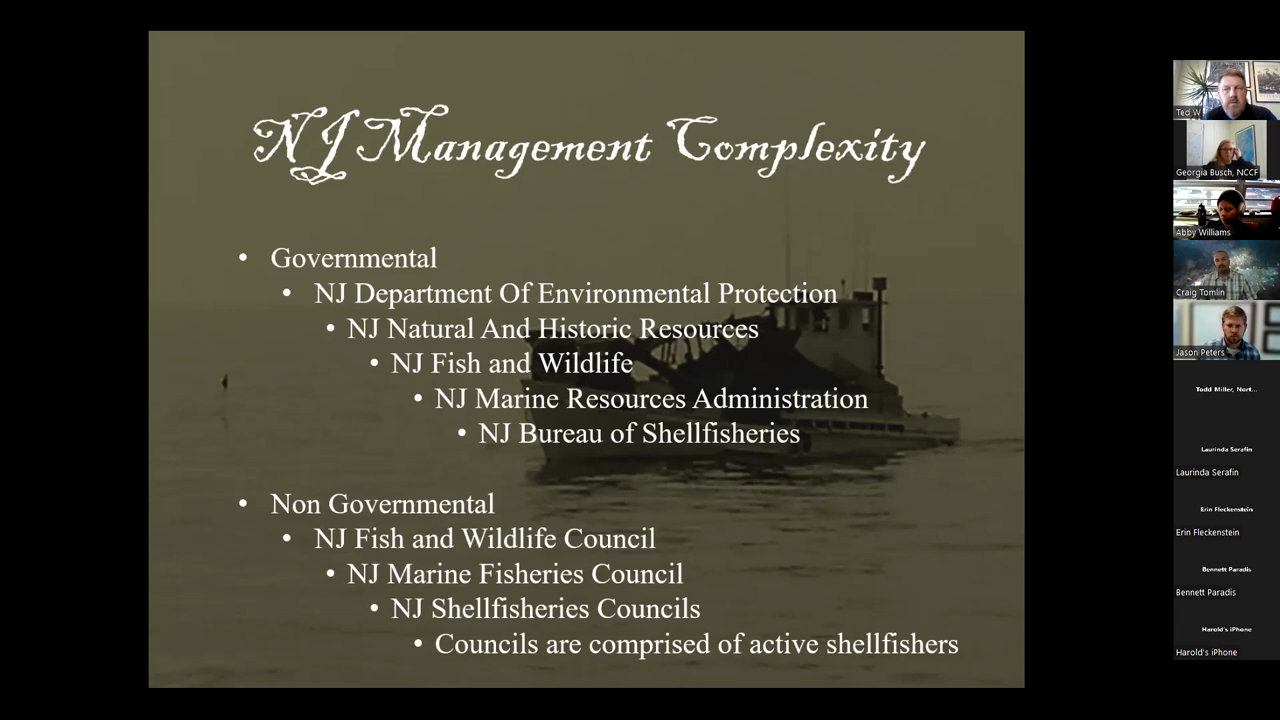 NJ Management Complexity
• Governmental
• NJ Department Of Environmental Protection
• NJ Natural And Historic Resources
• NJ Fish and Wildlife
• NJ Marine Resources Administration
• NJ Bureau of Shellfisheries
• Non Governmental
• NJ Fish and Wildlife Council
• NJ Marine Fisheries Council
• NJ Shellfisheries Councils
• Councils are comprised of active shellfishers
Ted W
Georgia Busch, NCCF
Abby Williams
Craig Tomlin
Jason Peters
Todd Miller, Nort...
Laurinda Serafin
Laurinda Serafin
Erin Fleckenstein
Erin Fleckenstein
Bennett Paradis
Bennett Paradis
Harold's iPhone
Harold's iPhone